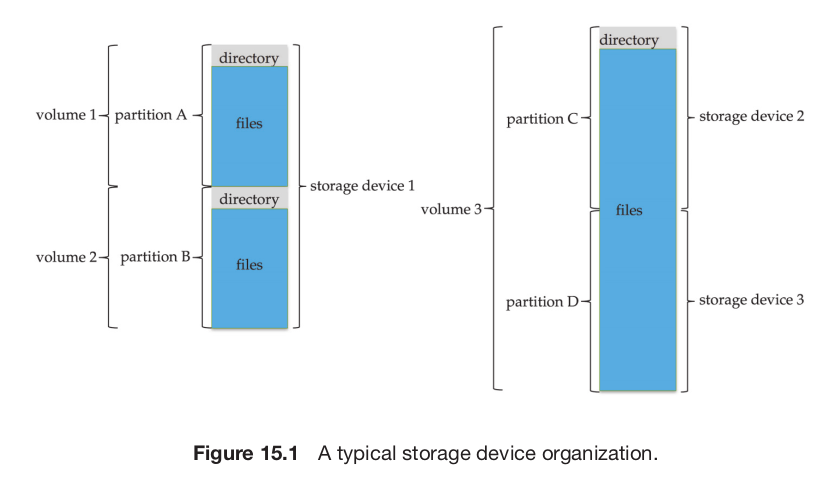 directory
volume 1
partition A
files
storage device 1
directory
volume 2
partition B
files
directory
partition C
storage device 2
volume 3
files
partition D
storage device 3
Figure 15.1 A typical storage device organization.